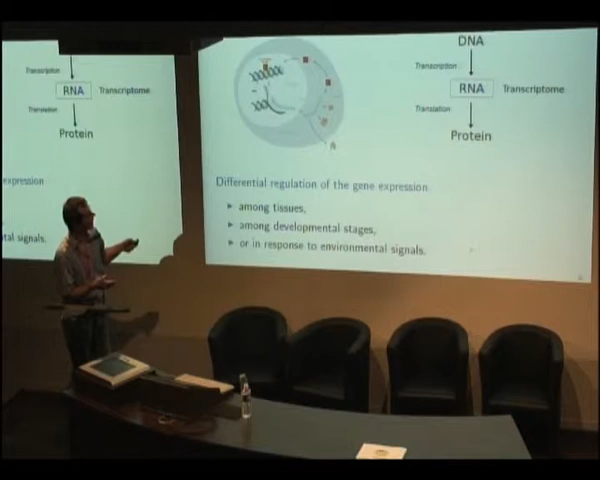 Transcription
RNA Transcriptome
Translation
Protein
expression
tal signals.
DNA
Transcription
RNA Transcriptome
Translation
Protein
Differential regulation of the gene expression
▶ among tissues,
▶ among developmental stages,
▶ or in response to environmental signals.